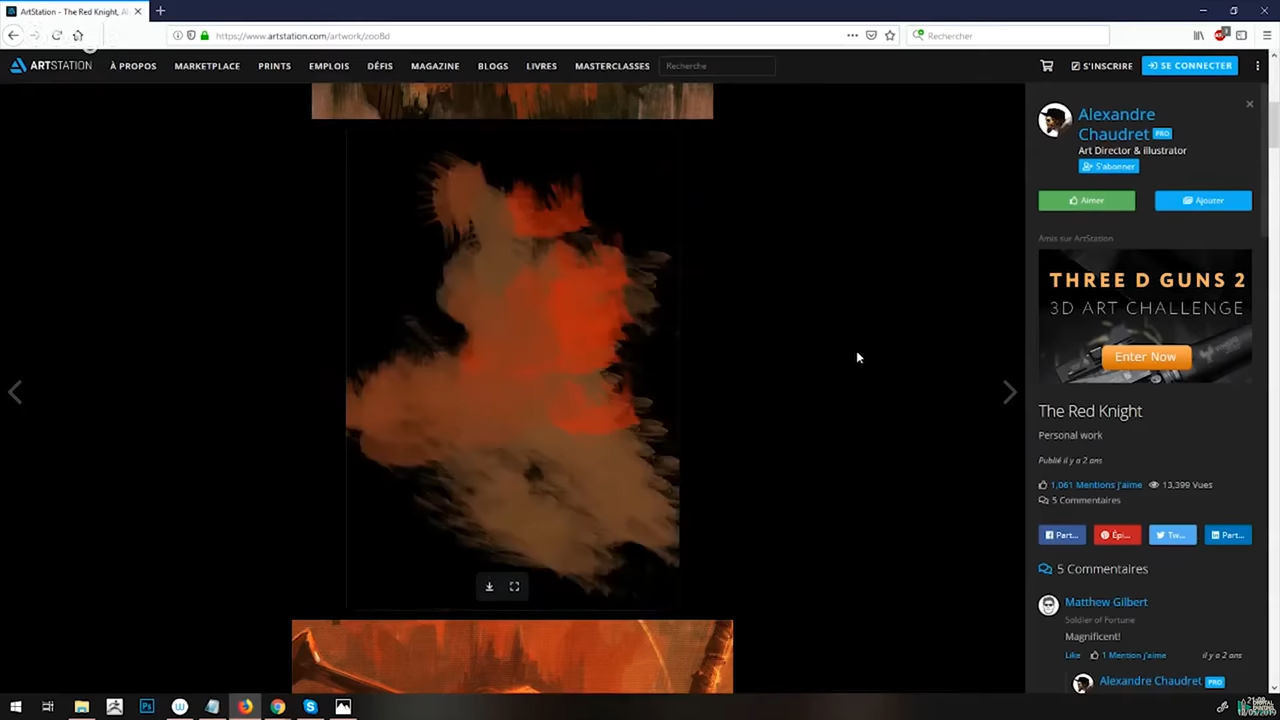 ArtStation - The Red Knight, Al
https://www.artstation.com/artwork/zoo8d
Rechercher
ARTSTATION
À PROPOS
MARKETPLACE
PRINTS
EMPLOIS
DÉFIS
MAGAZINE
BLOGS
LIVRES
MASTERCLASSES
Recherche
S'INSCRIRE
SE CONNECTER
Alexandre
Chaudret PRO
Art Director & illustrator
S'abonner
Aimer
Ajouter
Amis sur ArtStation
THREE D GUNS 2
3D ART CHALLENGE
Enter Now
The Red Knight
Personal work
Publié il y a 2 ans
1,061 Mentions j'aime 13,399 Vues
5 Commentaires
Part... Épi... Tw... Part...
5 Commentaires
Matthew Gilbert
Soldier of Fortune
Magnificent!
Like 1 Mention j'aime il y a 2 ans
Alexandre Chaudret PRO